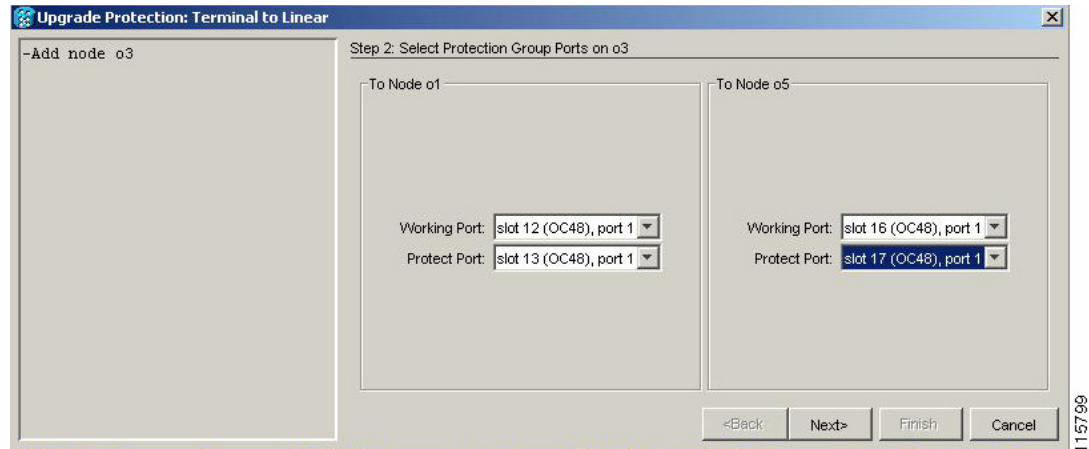 Upgrade Protection: Terminal to Linear
-Add node o3
Step 2: Select Protection Group Ports on o3
To Node o1
Working Port: slot 12 (OC48), port 1
Protect Port: slot 13 (OC48), port 1
To Node o5
Working Port: slot 16 (OC48), port 1
Protect Port: slot 17 (OC48), port 1
<Back
Next>
Finish
Cancel
115799